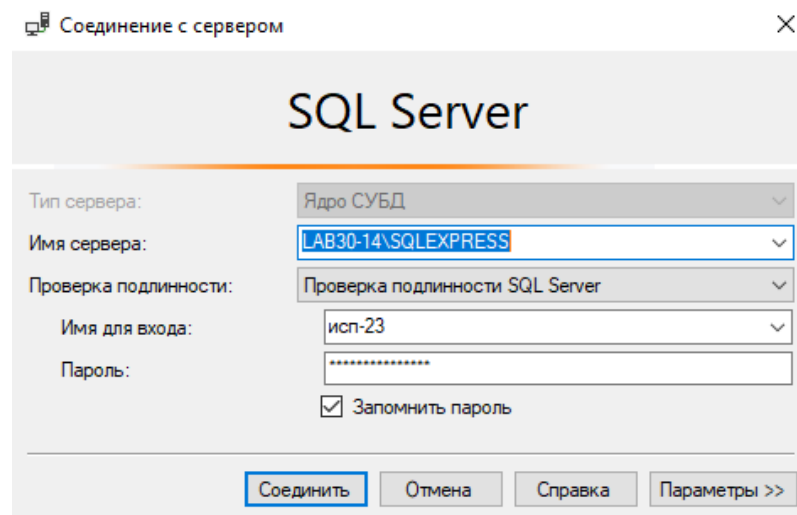 Соединение с сервером
SQL Server
Тип сервера: Ядро СУБД
Имя сервера: LAB30-14\SQLEXPRESS
Проверка подлинности: Проверка подлинности SQL Server
Имя для входа: исп-23
Пароль: ***************
Запомнить пароль
Соединить Отмена Справка Параметры >>